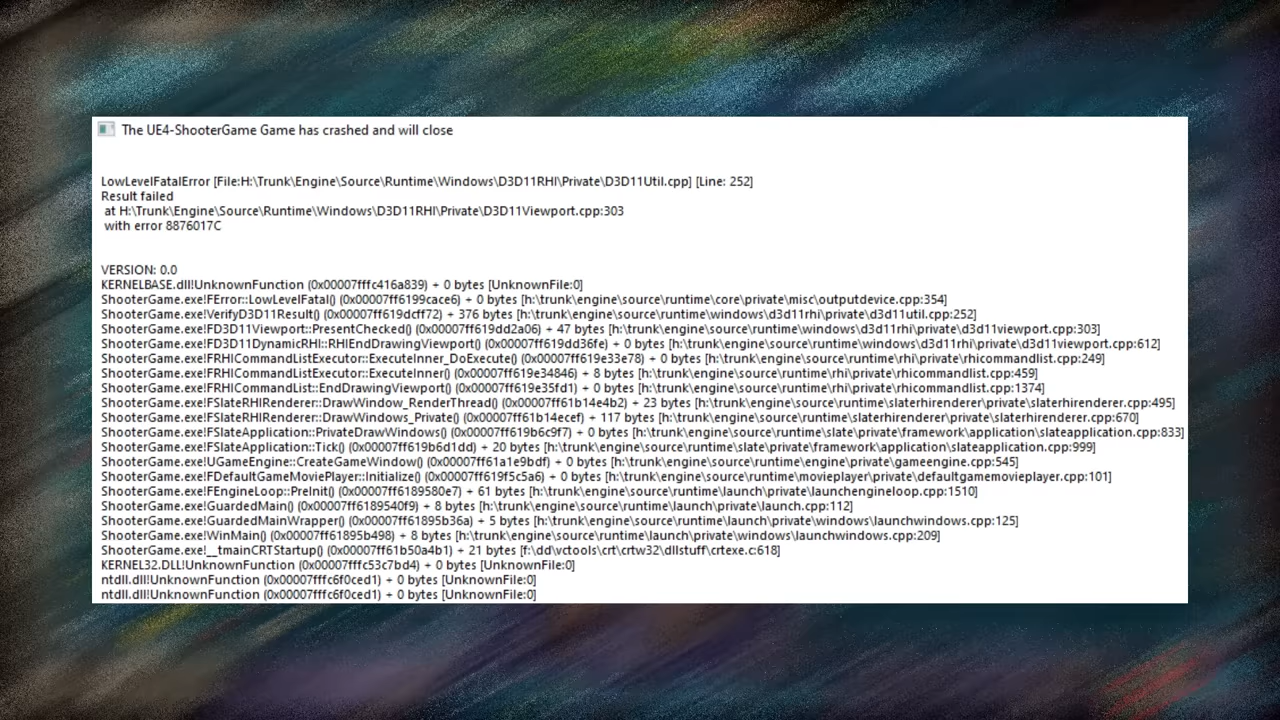 The UE4-ShooterGame Game has crashed and will close
LowLevelFatalError [File:H:\Trunk\Engine\Source\Runtime\Windows\D3D11RHI\Private\D3D11Util.cpp] [Line: 252]
Result failed
at H:\Trunk\Engine\Source\Runtime\Windows\D3D11RHI\Private\D3D11Viewport.cpp:303
with error 8876017C
VERSION: 0.0
KERNELBASE.dll!UnknownFunction (0x00007fffc416a839) + 0 bytes [UnknownFile:0]
ShooterGame.exe!FError::LowLevelFatal() (0x00007ff6199cace6) + 0 bytes [h:\trunk\engine\source\runtime\core\private\misc\outputdevice.cpp:354]
ShooterGame.exe!VerifyD3D11Result() (0x00007ff619dcff72) + 376 bytes [h:\trunk\engine\source\runtime\windows\d3d11rhi\private\d3d11util.cpp:252]
ShooterGame.exe!FD3D11Viewport::PresentChecked() (0x00007ff619dd2a06) + 47 bytes [h:\trunk\engine\source\runtime\windows\d3d11rhi\private\d3d11viewport.cpp:303]
ShooterGame.exe!FD3D11DynamicRHI::RHIEndDrawingViewport() (0x00007ff619dd36fe) + 0 bytes [h:\trunk\engine\source\runtime\windows\d3d11rhi\private\d3d11viewport.cpp:612]
ShooterGame.exe!FRHICommandListExecutor::ExecuteInner_DoExecute() (0x00007ff619e33e78) + 0 bytes [h:\trunk\engine\source\runtime\rhi\private\rhicommandlist.cpp:249]
ShooterGame.exe!FRHICommandListExecutor::ExecuteInner() (0x00007ff619e34846) + 8 bytes [h:\trunk\engine\source\runtime\rhi\private\rhicommandlist.cpp:459]
ShooterGame.exe!FRHICommandList::EndDrawingViewport() (0x00007ff619e35fd1) + 0 bytes [h:\trunk\engine\source\runtime\rhi\private\rhicommandlist.cpp:1374]
ShooterGame.exe!FSlateRHIRenderer::DrawWindow_RenderThread() (0x00007ff61b14e4b2) + 23 bytes [h:\trunk\engine\source\runtime\slaterhirenderer\private\slaterhirenderer.cpp:495]
ShooterGame.exe!FSlateRHIRenderer::DrawWindows_Private() (0x00007ff61b14ecef) + 117 bytes [h:\trunk\engine\source\runtime\slaterhirenderer\private\slaterhirenderer.cpp:670]
ShooterGame.exe!FSlateApplication::PrivateDrawWindows() (0x00007ff619b6c9f7) + 0 bytes [h:\trunk\engine\source\runtime\slate\private\framework\application\slateapplication.cpp:833]
ShooterGame.exe!FSlateApplication::Tick() (0x00007ff619b6d1dd) + 20 bytes [h:\trunk\engine\source\runtime\slate\private\framework\application\slateapplication.cpp:999]
ShooterGame.exe!UGameEngine::CreateGameWindow() (0x00007ff61a1e9bdf) + 0 bytes [h:\trunk\engine\source\runtime\engine\private\gameengine.cpp:545]
ShooterGame.exe!FDefaultGameMoviePlayer::Initialize() (0x00007ff619f5c5a6) + 0 bytes [h:\trunk\engine\source\runtime\movieplayer\private\defaultgamemovieplayer.cpp:101]
ShooterGame.exe!FEngineLoop::PreInit() (0x00007ff6189580e7) + 61 bytes [h:\trunk\engine\source\runtime\launch\private\launchengineloop.cpp:1510]
ShooterGame.exe!GuardedMain() (0x00007ff6189540f9) + 8 bytes [h:\trunk\engine\source\runtime\launch\private\launch.cpp:112]
ShooterGame.exe!GuardedMainWrapper() (0x00007ff61895b36a) + 5 bytes [h:\trunk\engine\source\runtime\launch\private\windows\launchwindows.cpp:125]
ShooterGame.exe!WinMain() (0x00007ff61895b498) + 8 bytes [h:\trunk\engine\source\runtime\launch\private\windows\launchwindows.cpp:209]
ShooterGame.exe!__tmainCRTStartup() (0x00007ff61b50a4b1) + 21 bytes [f:\dd\vctools\crt\crtw32\dllstuff\crtexe.c:618]
KERNEL32.DLL!UnknownFunction (0x00007fffc53c7bd4) + 0 bytes [UnknownFile:0]
ntdll.dll!UnknownFunction (0x00007fffc6f0ced1) + 0 bytes [UnknownFile:0]
ntdll.dll!UnknownFunction (0x00007fffc6f0ced1) + 0 bytes [UnknownFile:0]